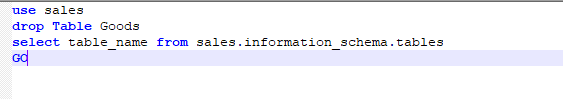 use sales
drop Table Goods
select table_name from sales.information_schema.tables
GO